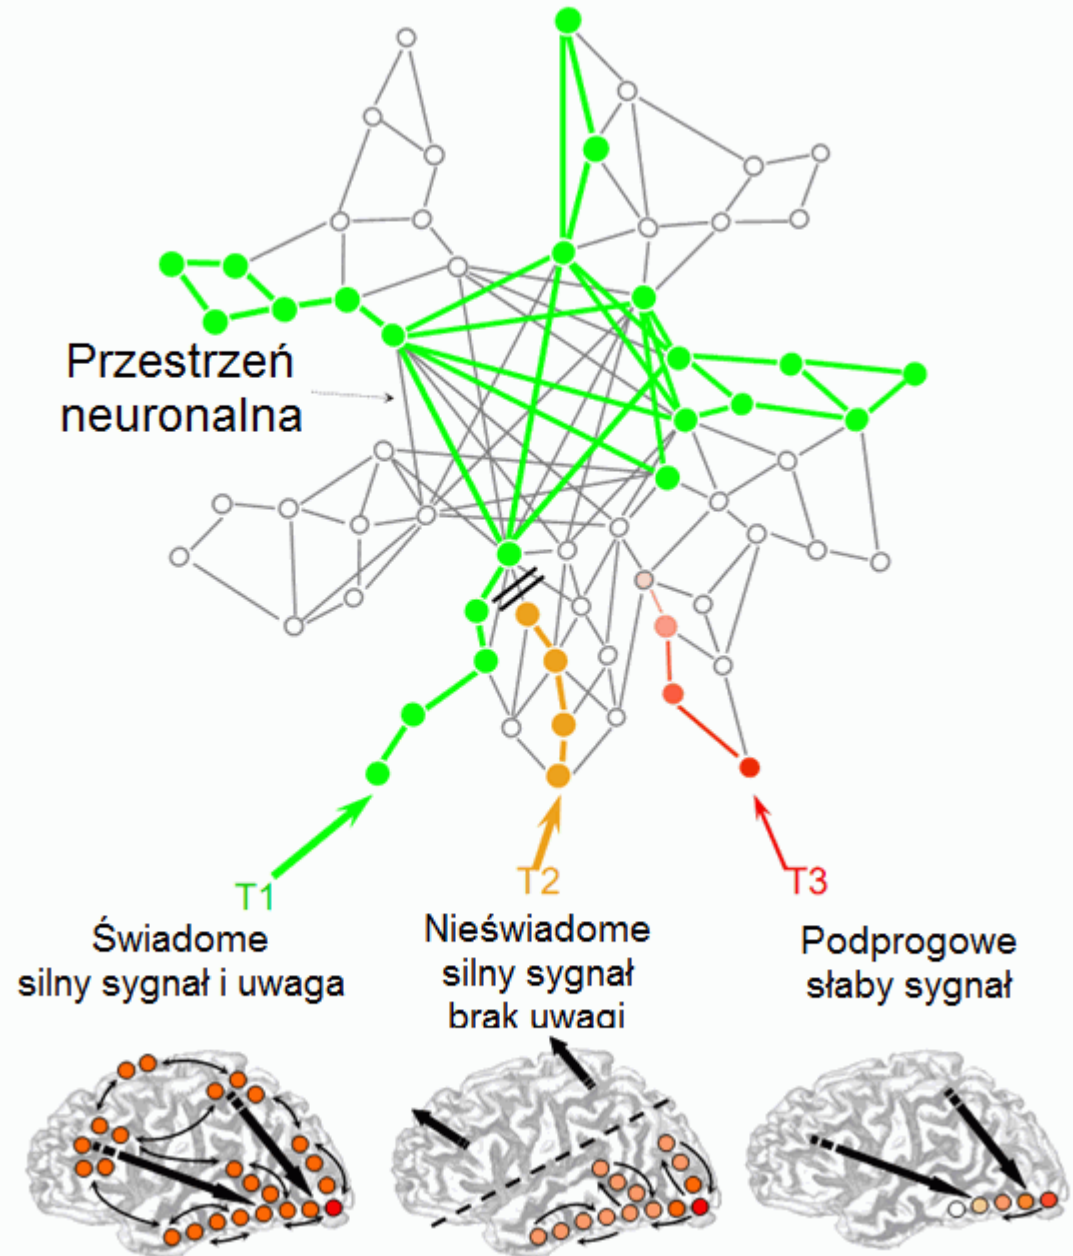 Przestrzeń
neuronalna
T1
T2
T3
Świadome
silny sygnał i uwaga
Nieświadome
silny sygnał
brak uwagi
Podprogowe
słaby sygnał